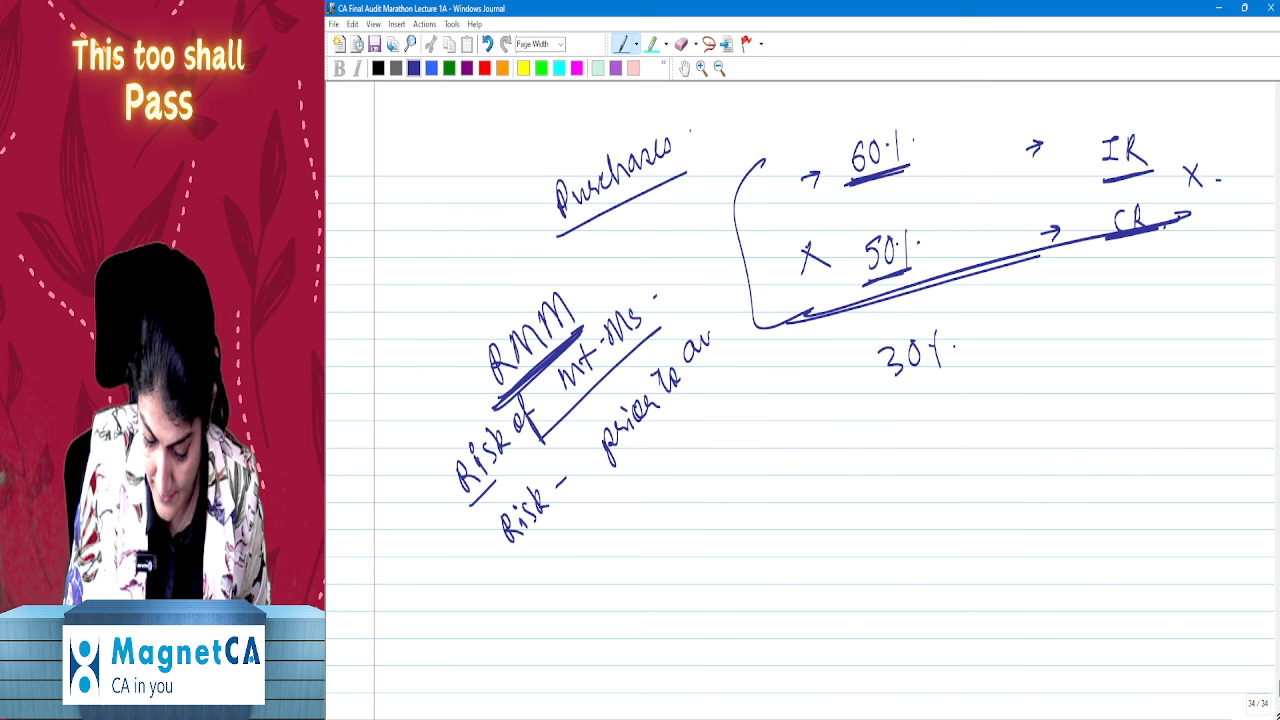 This too shall
Pass
MagnetCA
CA in you
CA Final Audit Marathon Lecture 1A - Windows Journal
File Edit View Insert Actions Tools Help
Page Width
B I
Purchases
→ 60% → IR
X
X 50% → CR
30%
RMM
Risk of Mt. Ms.
Risk - prior to au
34 / 34